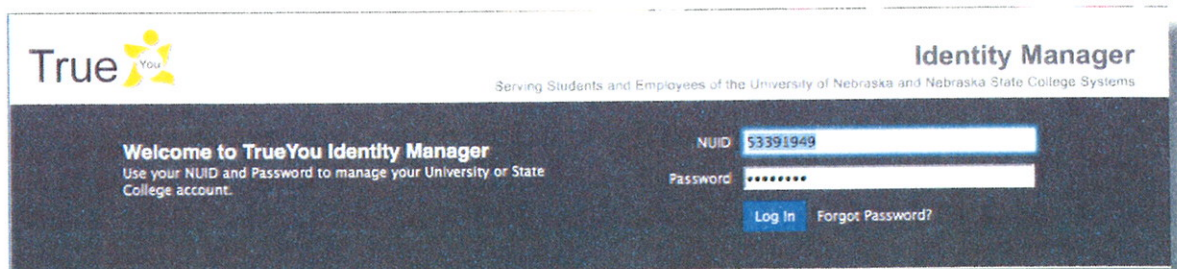 True You
Identity Manager
Serving Students and Employees of the University of Nebraska and Nebraska State College Systems
Welcome to TrueYou Identity Manager
Use your NUID and Password to manage your University or State
College account.
NUID 53391949
Password ••••••••
Log In Forgot Password?